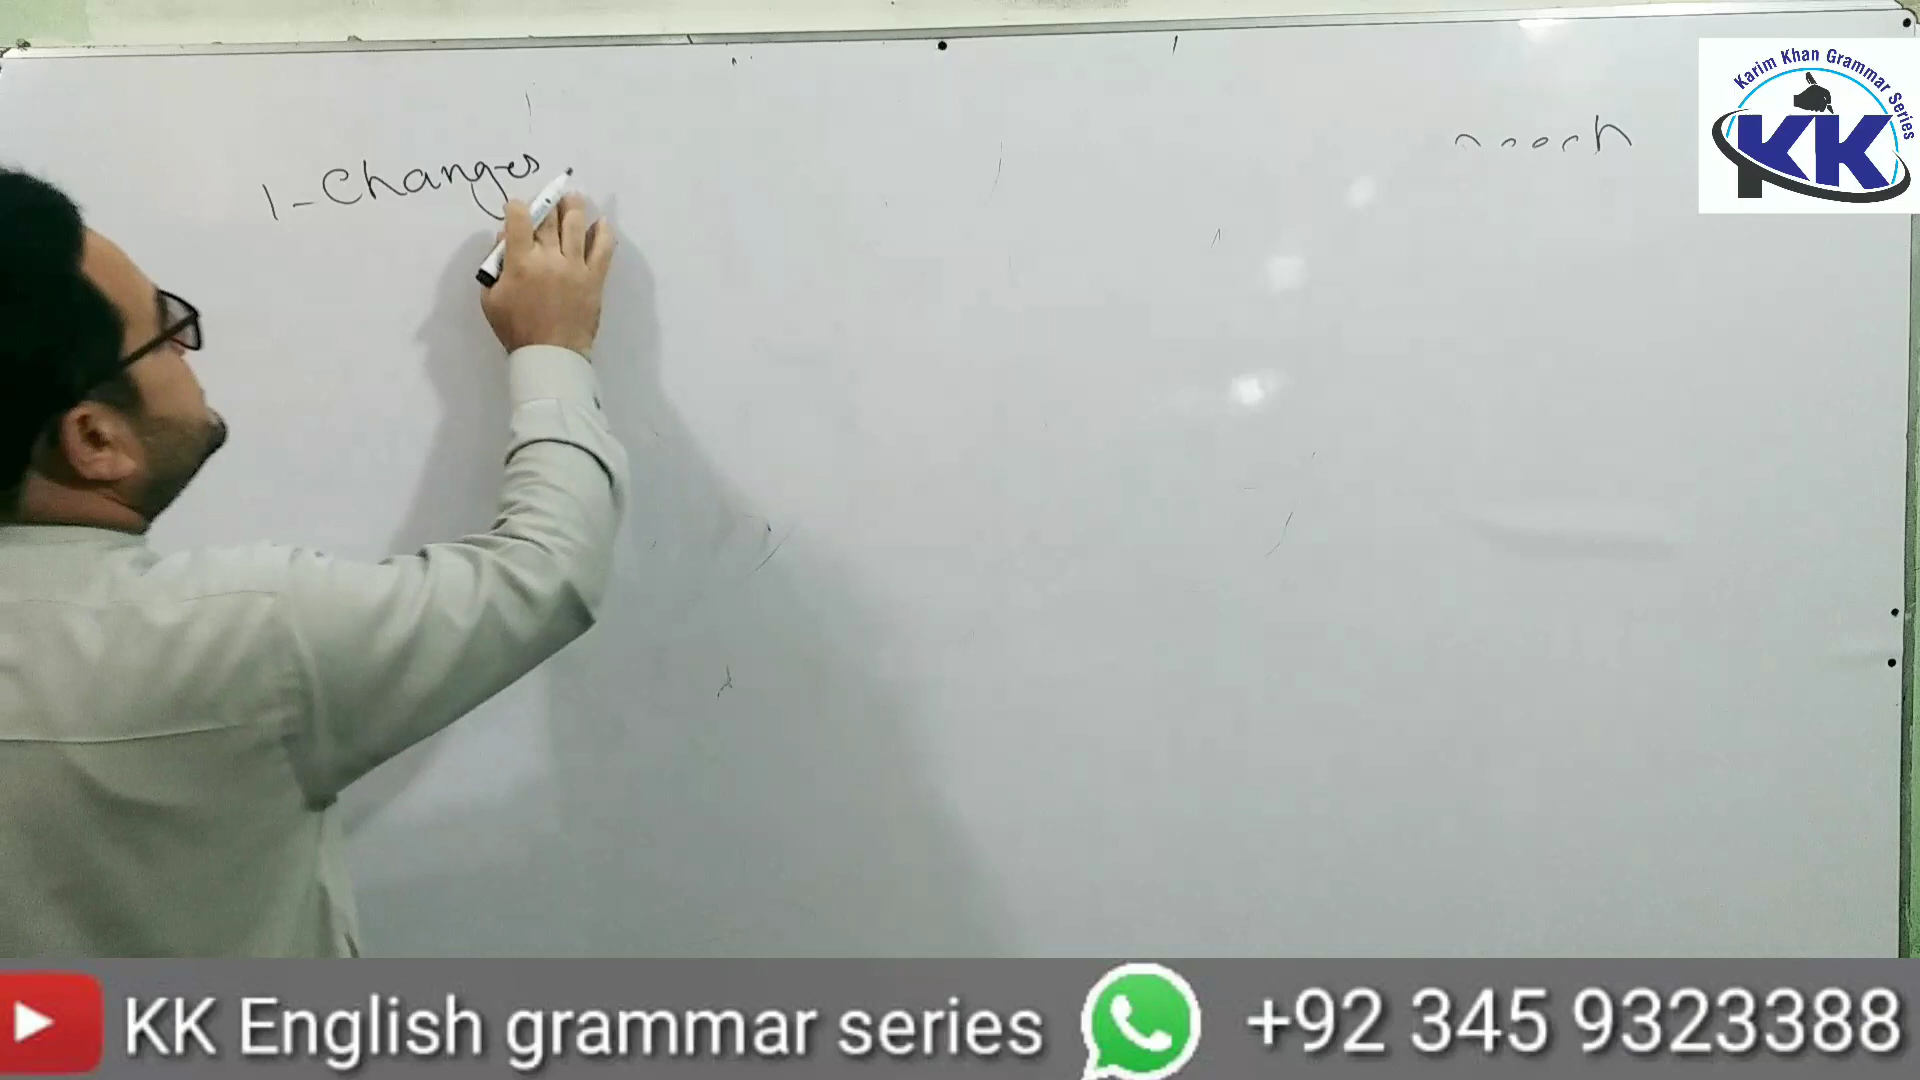 Karim Khan Grammar Series
KK
1- Changes
KK English grammar series
+92 345 9323388